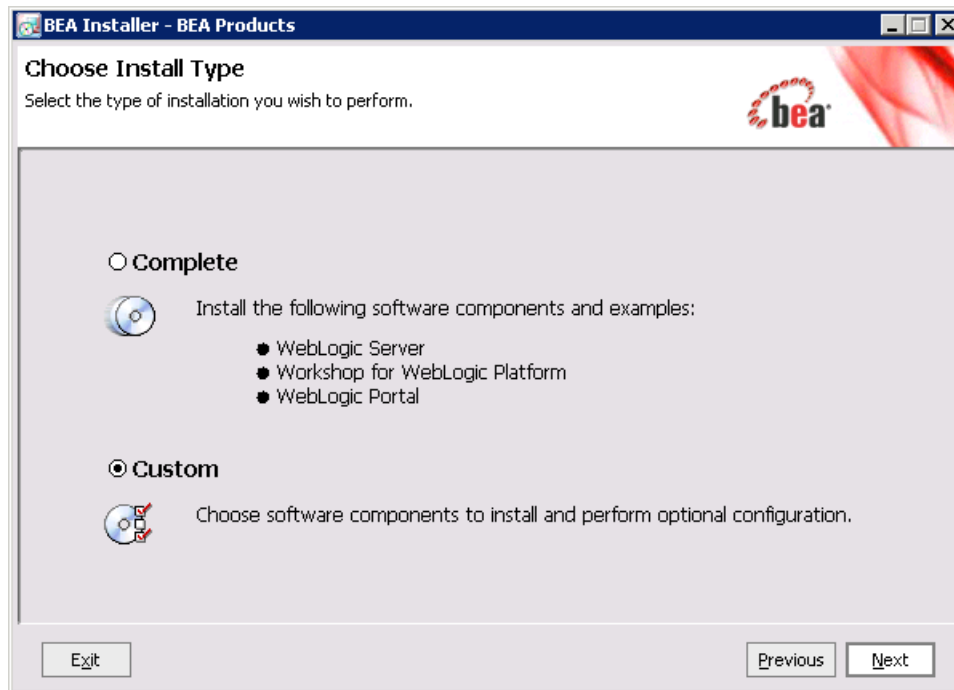 BEA Installer - BEA Products
Choose Install Type
Select the type of installation you wish to perform.
bea
Complete
Install the following software components and examples:
WebLogic Server
Workshop for WebLogic Platform
WebLogic Portal
Custom
Choose software components to install and perform optional configuration.
Exit
Previous
Next